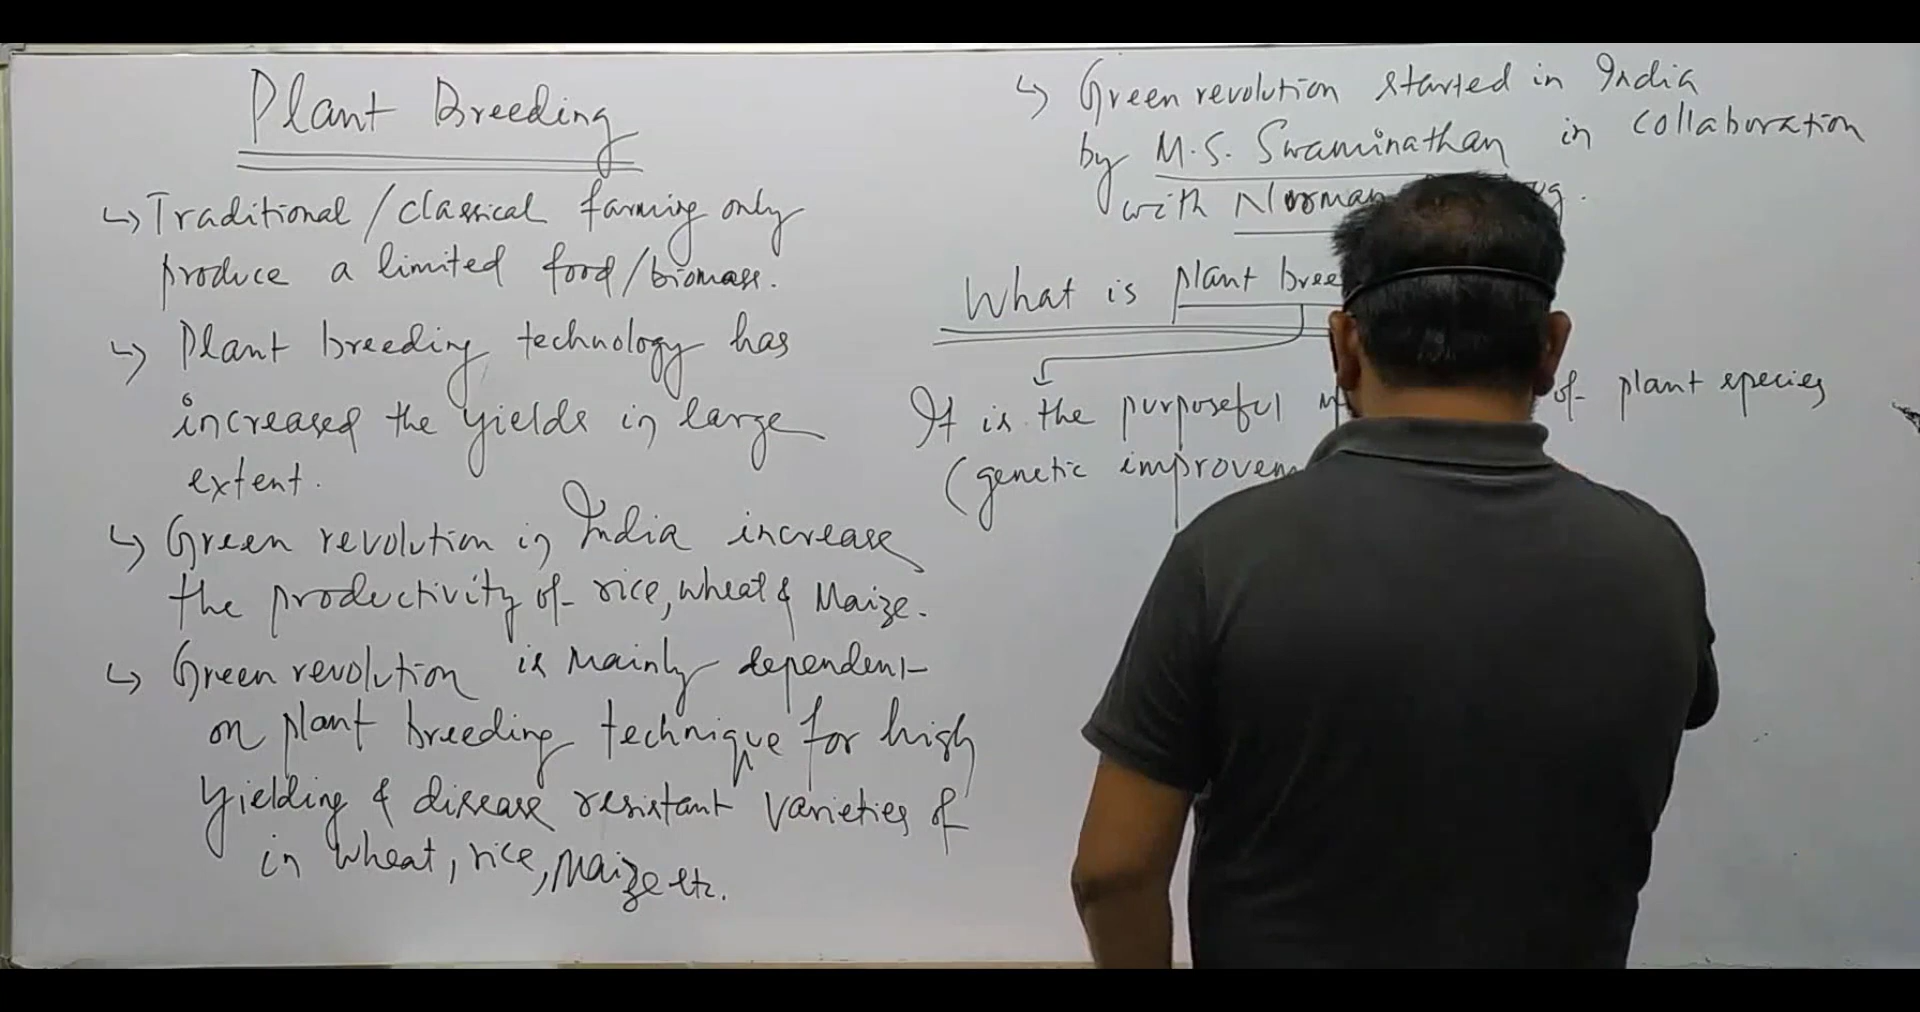 Plant Breeding
↳ Traditional/classical farming only
produce a limited food/biomass.
↳ Plant breeding technology has
increased the yields in large
extent.
↳ Green revolution in India increase
the productivity of rice, wheat & Maize.
↳ Green revolution is mainly dependent
on plant breeding technique for high
yielding & disease resistant varieties of
in wheat, rice, Maize etc.
↳ Green revolution started in India
by M.S. Swaminathan in collaboration
with Norman
What is plant
It is the purposeful of plant species
(genetic